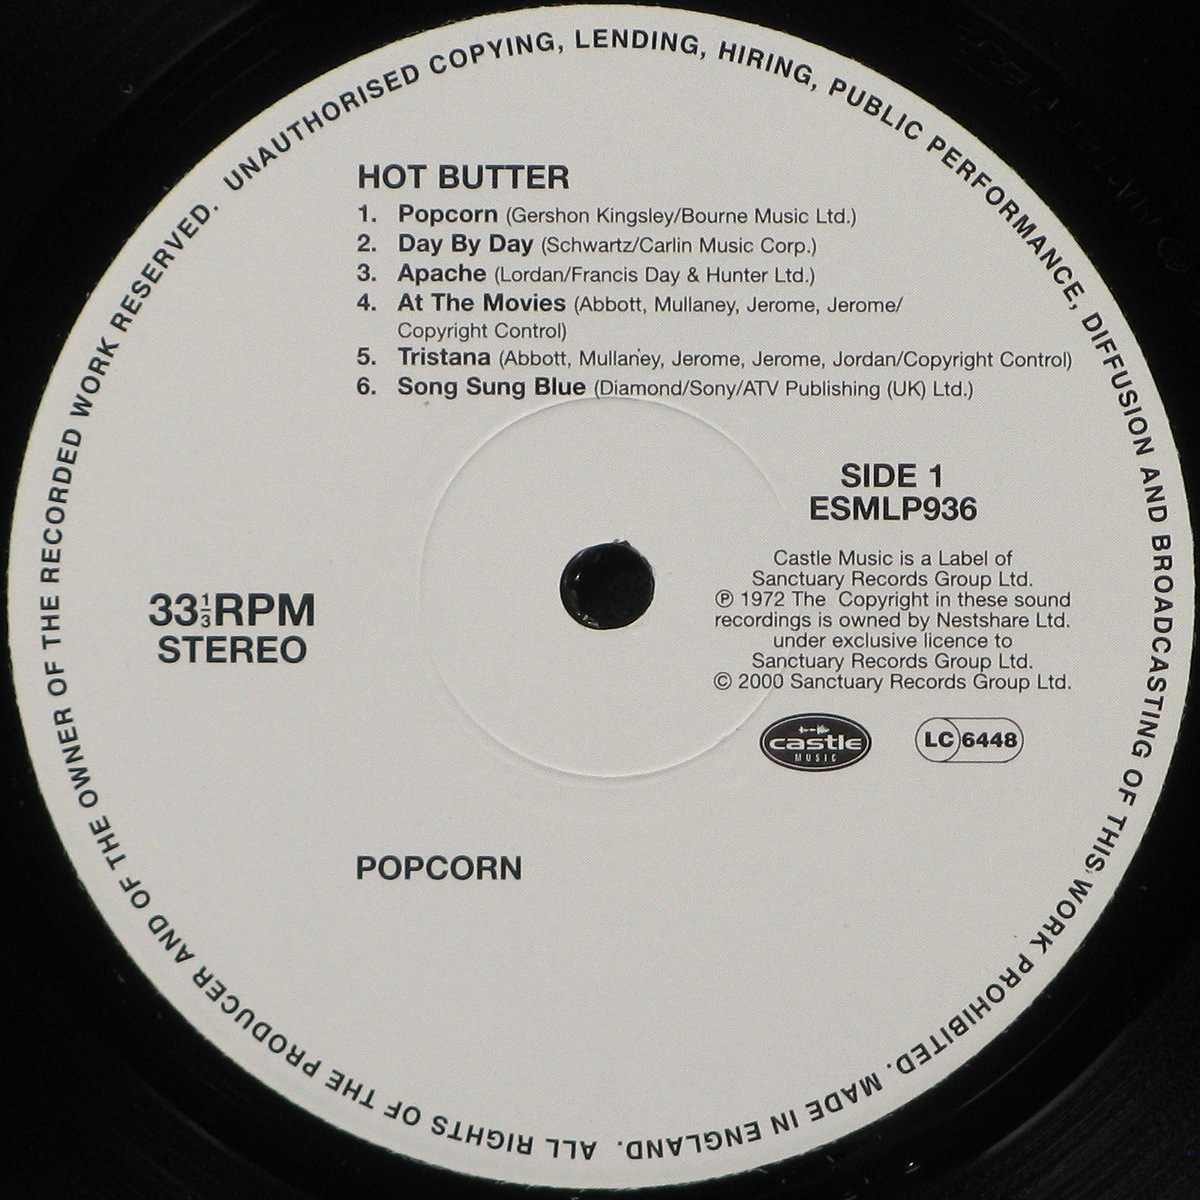 ALL RIGHTS OF THE PRODUCER AND OF THE OWNER OF THE RECORDED WORK RESERVED. UNAUTHORISED COPYING, LENDING, HIRING, PUBLIC PERFORMANCE, DIFFUSION AND BROADCASTING OF THIS WORK PROHIBITED. MADE IN ENGLAND.
HOT BUTTER
1. Popcorn (Gershon Kingsley/Bourne Music Ltd.)
2. Day By Day (Schwartz/Carlin Music Corp.)
3. Apache (Lordan/Francis Day & Hunter Ltd.)
4. At The Movies (Abbott, Mullaney, Jerome, Jerome/
Copyright Control)
5. Tristana (Abbott, Mullaney, Jerome, Jerome, Jordan/Copyright Control)
6. Song Sung Blue (Diamond/Sony/ATV Publishing (UK) Ltd.)
SIDE 1
ESMLP936
Castle Music is a Label of
Sanctuary Records Group Ltd.
℗ 1972 The Copyright in these sound
recordings is owned by Nestshare Ltd.
under exclusive licence to
Sanctuary Records Group Ltd.
© 2000 Sanctuary Records Group Ltd.
33⅓RPM
STEREO
castle
MUSIC
LC 6448
POPCORN